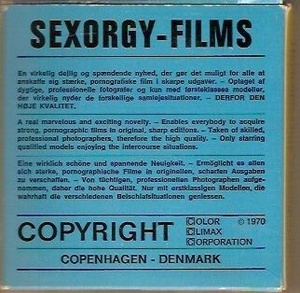 SEXORGY-FILMS
En virkelig dejlig og spændende nyhed, der gør det muligt for alle at
anskaffe sig stærke, pornografiske film i skarpe udgaver. – Optaget af
dygtige, professionelle fotografer og kun med førsteklasses modeller,
der virkelig nyder de forskellige samlejesituationer. – DERFOR DEN
HØJE KVALITET.
A real marvelous and exciting novelty. – Enables everybody to acquire
strong, pornographic films in original, sharp editions. – Taken of skilled,
professional photographers, therefore the high quality. – Only starring
qualified models enjoying the intercourse situations.
Eine wirklich schöne und spannende Neuigkeit. – Ermöglicht es allen
sich starke, pornographische Filme in originellen, scharfen Ausgaben
zu verschaffen. – Von tüchtigen, professionellen Photographen aufge-
nommen, daher die hohe Qualität. Nur mit erstklassigen Modellen, die
wahrhaft die verschiedenen Beischlafsituationen geniessen.
COPYRIGHT COLOR CLIMAX CORPORATION © 1970
COPENHAGEN - DENMARK